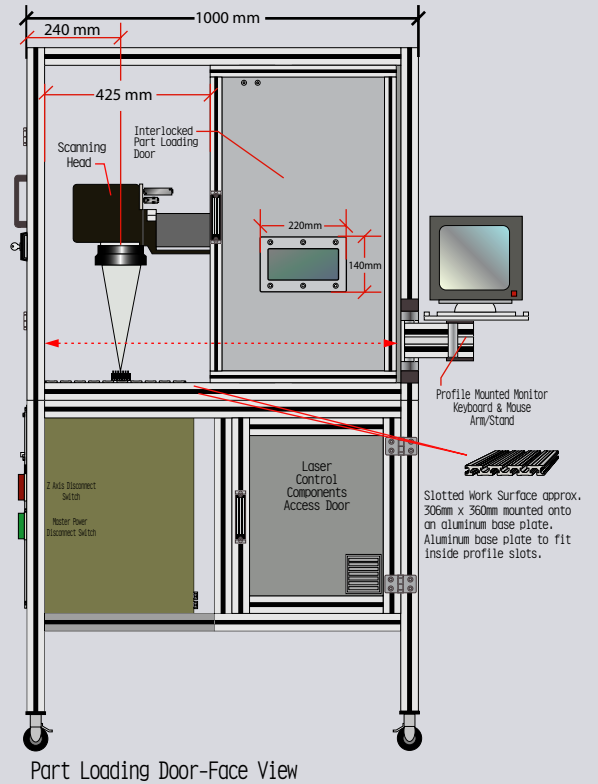 1000 mm
240 mm
425 mm
Interlocked
Part Loading
Door
Scanning
Head
220mm
140mm
Profile Mounted Monitor
Keyboard & Mouse
Arm/Stand
Laser
Control
Components
Access Door
Z Axis Disconnect
Switch
Master Power
Disconnect Switch
Slotted Work Surface approx.
306mm x 360mm mounted onto
an aluminum base plate.
Aluminum base plate to fit
inside profile slots.
Part Loading Door-Face View